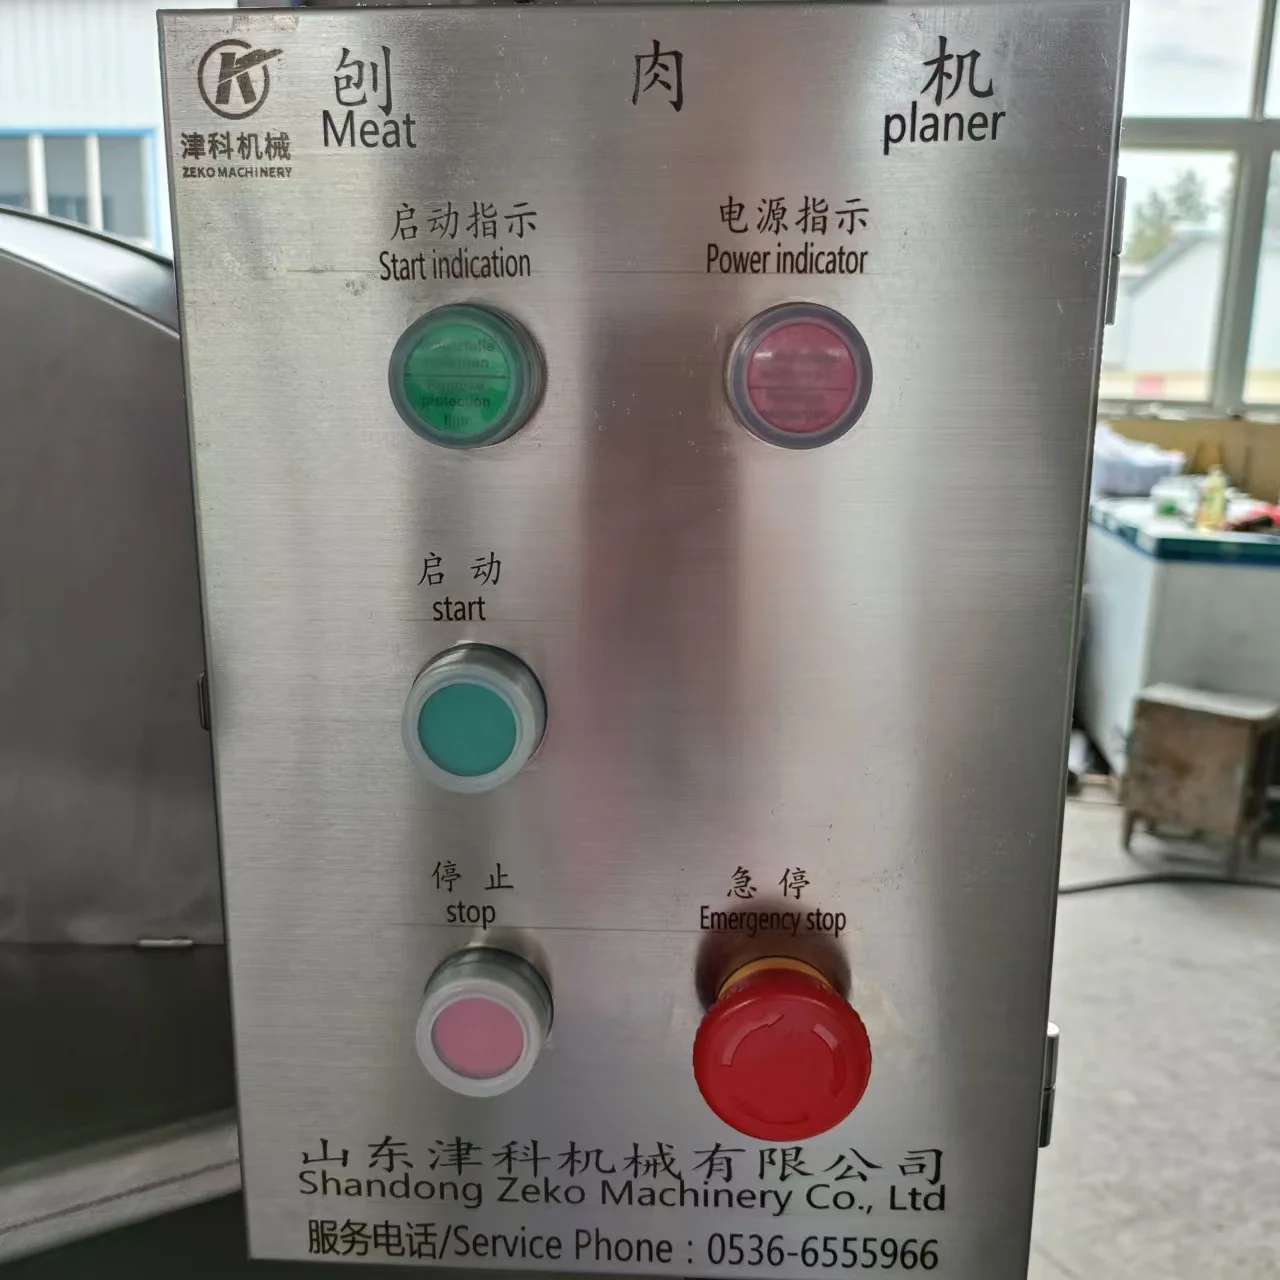 津科机械
ZEKO MACHINERY
刨 肉 机
Meat planer
启动指示 电源指示
Start indication Power indicator
protection
film
启 动
start
停 止 急 停
stop Emergency stop
山东津科机械有限公司
Shandong Zeko Machinery Co., Ltd
服务电话/Service Phone : 0536-6555966